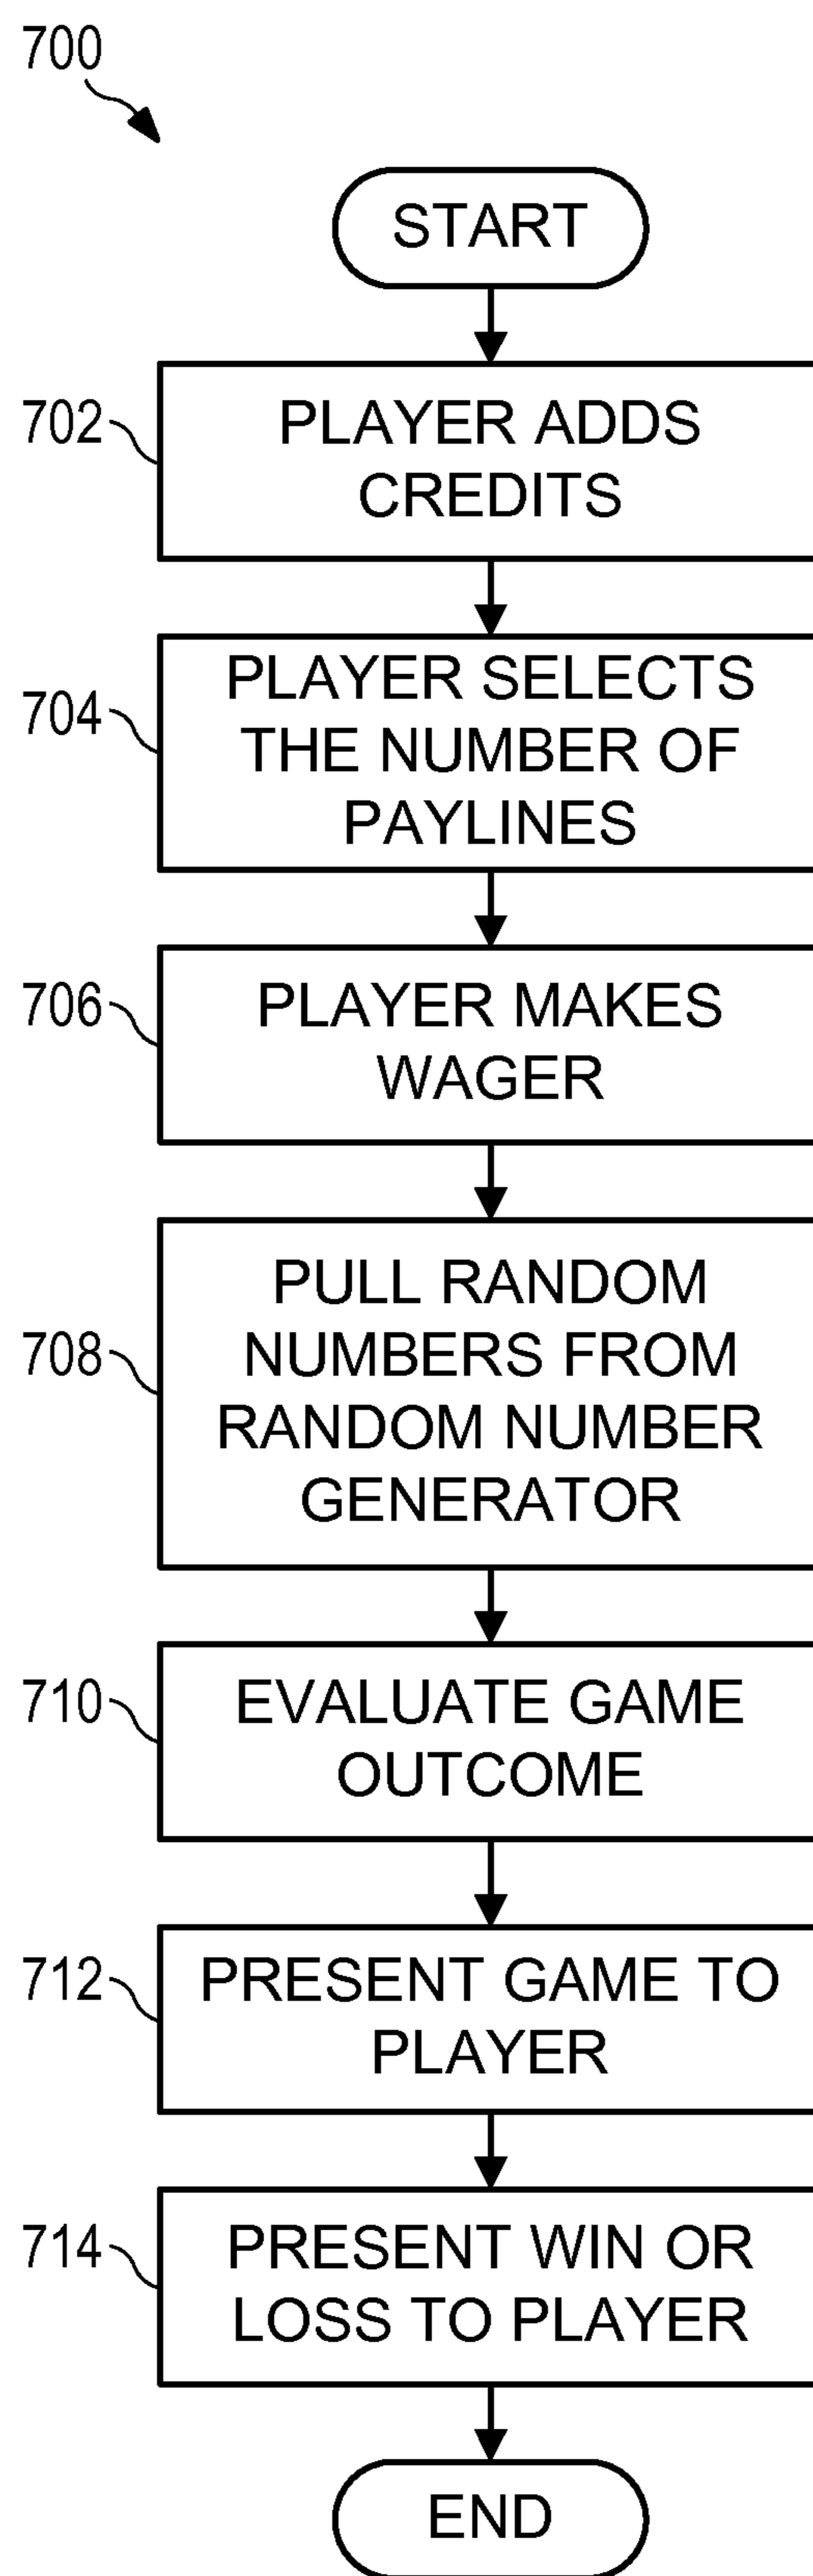 700
START
702
PLAYER ADDS
CREDITS
704
PLAYER SELECTS
THE NUMBER OF
PAYLINES
706
PLAYER MAKES
WAGER
708
PULL RANDOM
NUMBERS FROM
RANDOM NUMBER
GENERATOR
710
EVALUATE GAME
OUTCOME
712
PRESENT GAME TO
PLAYER
714
PRESENT WIN OR
LOSS TO PLAYER
END